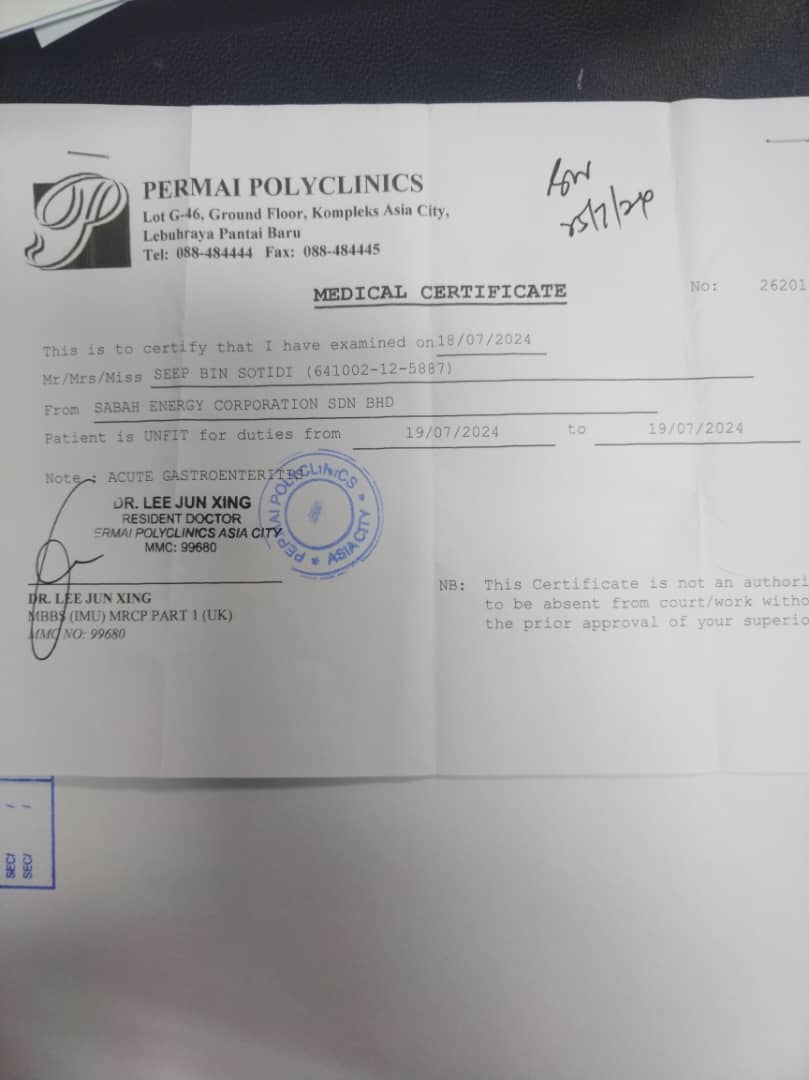 PERMAI POLYCLINICS
Lot G-46, Ground Floor, Kompleks Asia City,
Lebuhraya Pantai Baru
Tel: 088-484444 Fax: 088-484445
25/7/24
MEDICAL CERTIFICATE
No: 26201
This is to certify that I have examined on 18/07/2024
Mr/Mrs/Miss SEEP BIN SOTIDI (641002-12-5887)
From SABAH ENERGY CORPORATION SDN BHD
Patient is UNFIT for duties from 19/07/2024 to 19/07/2024
Note : ACUTE GASTROENTERITIS
DR. LEE JUN XING
RESIDENT DOCTOR
ERMAI POLYCLINICS ASIA CITY
MMC: 99680
PERMAI POLYCLINICS
* ASIA CITY *
DR. LEE JUN XING
MBBS (IMU) MRCP PART 1 (UK)
MMC NO: 99680
NB: This Certificate is not an authori
to be absent from court/work witho
the prior approval of your superio
SEC/
SEC/